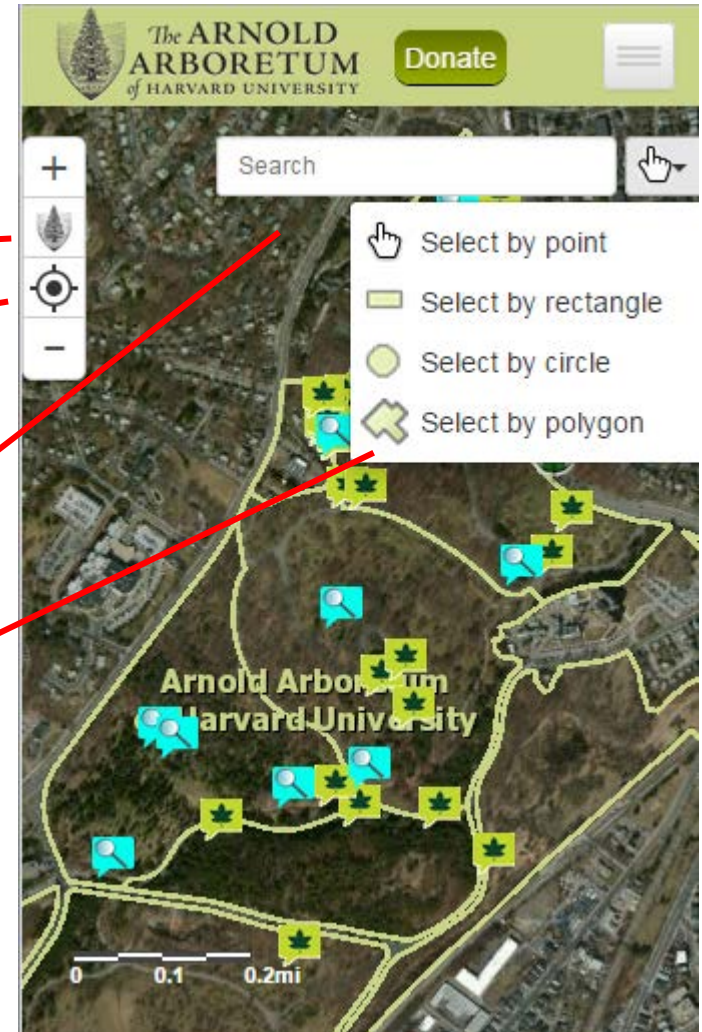 The ARNOLD
ARBORETUM
of HARVARD UNIVERSITY
Donate
+
Search
Select by point
Select by rectangle
−
Select by circle
Select by polygon
Arnold Arboretum
Harvard University
0 0.1 0.2mi